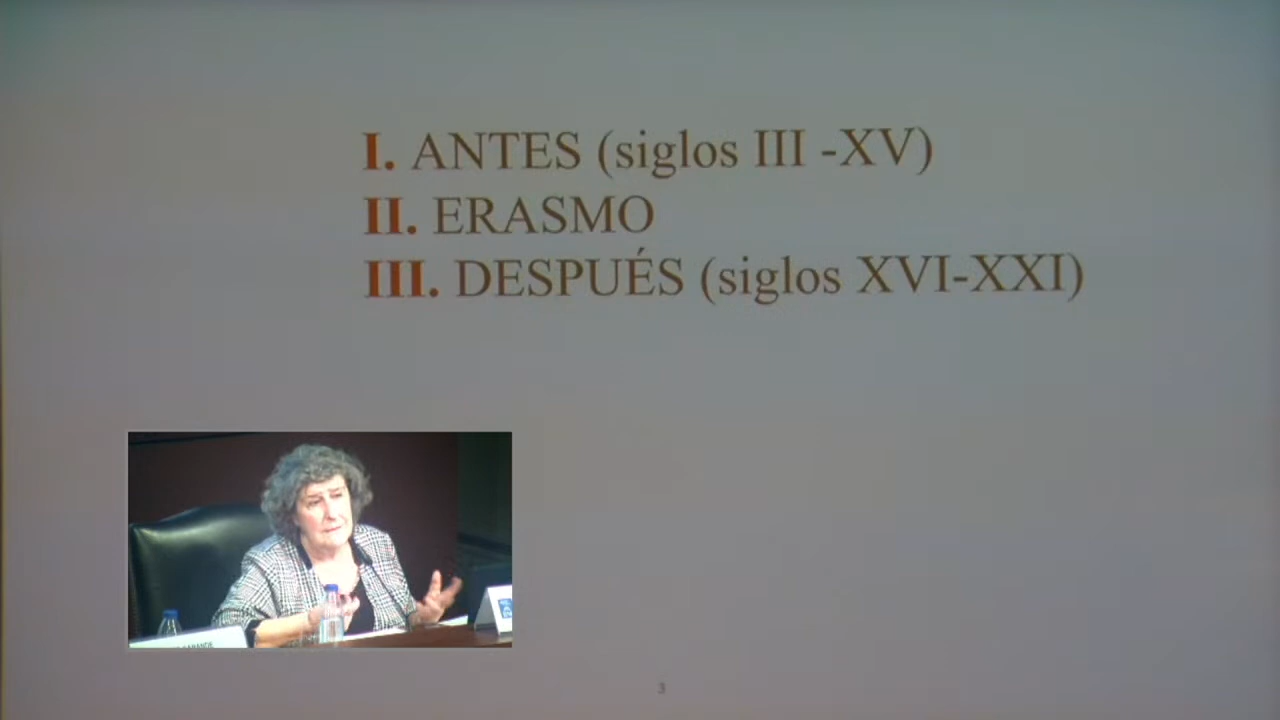 I. ANTES (siglos III -XV)
II. ERASMO
III. DESPUÉS (siglos XVI-XXI)
3